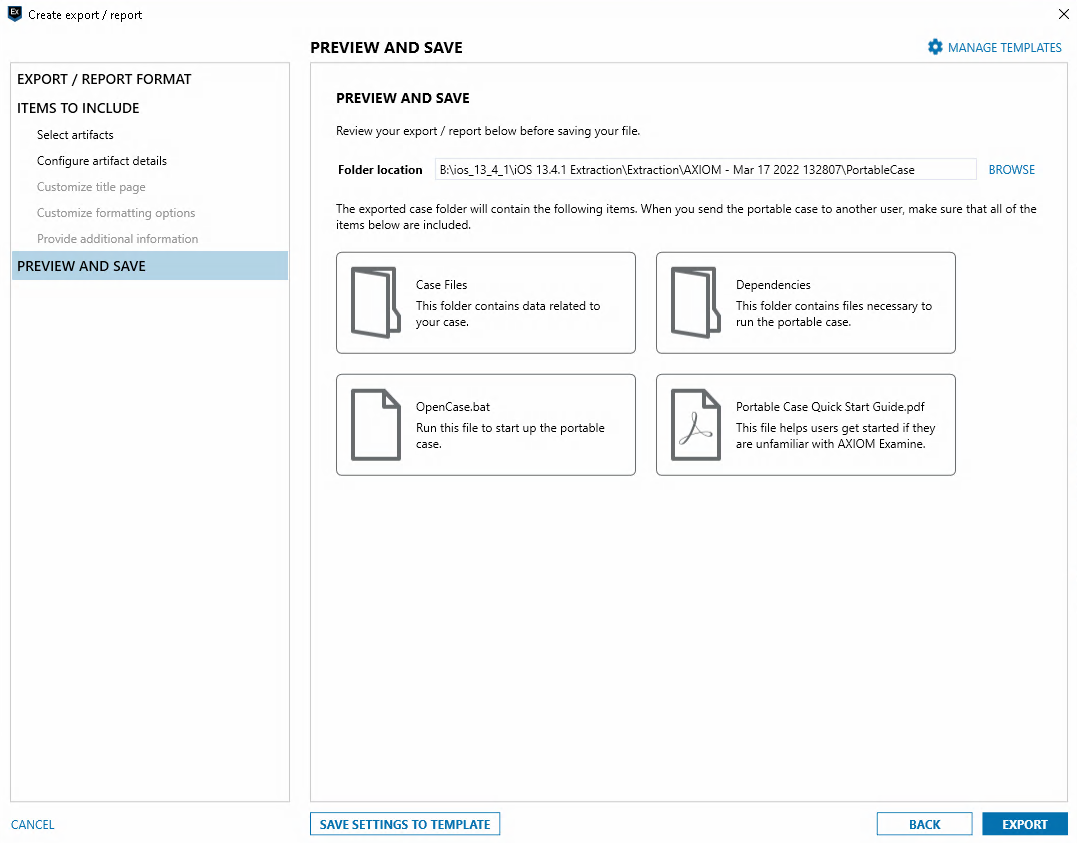 Ex Create export / report
PREVIEW AND SAVE
MANAGE TEMPLATES
EXPORT / REPORT FORMAT
ITEMS TO INCLUDE
Select artifacts
Configure artifact details
Customize title page
Customize formatting options
Provide additional information
PREVIEW AND SAVE
PREVIEW AND SAVE
Review your export / report below before saving your file.
Folder location B:\ios_13_4_1\iOS 13.4.1 Extraction\Extraction\AXIOM - Mar 17 2022 132807\PortableCase BROWSE
The exported case folder will contain the following items. When you send the portable case to another user, make sure that all of the
items below are included.
Case Files
This folder contains data related to
your case.
Dependencies
This folder contains files necessary to
run the portable case.
OpenCase.bat
Run this file to start up the portable
case.
Portable Case Quick Start Guide.pdf
This file helps users get started if they
are unfamiliar with AXIOM Examine.
CANCEL
SAVE SETTINGS TO TEMPLATE
BACK
EXPORT